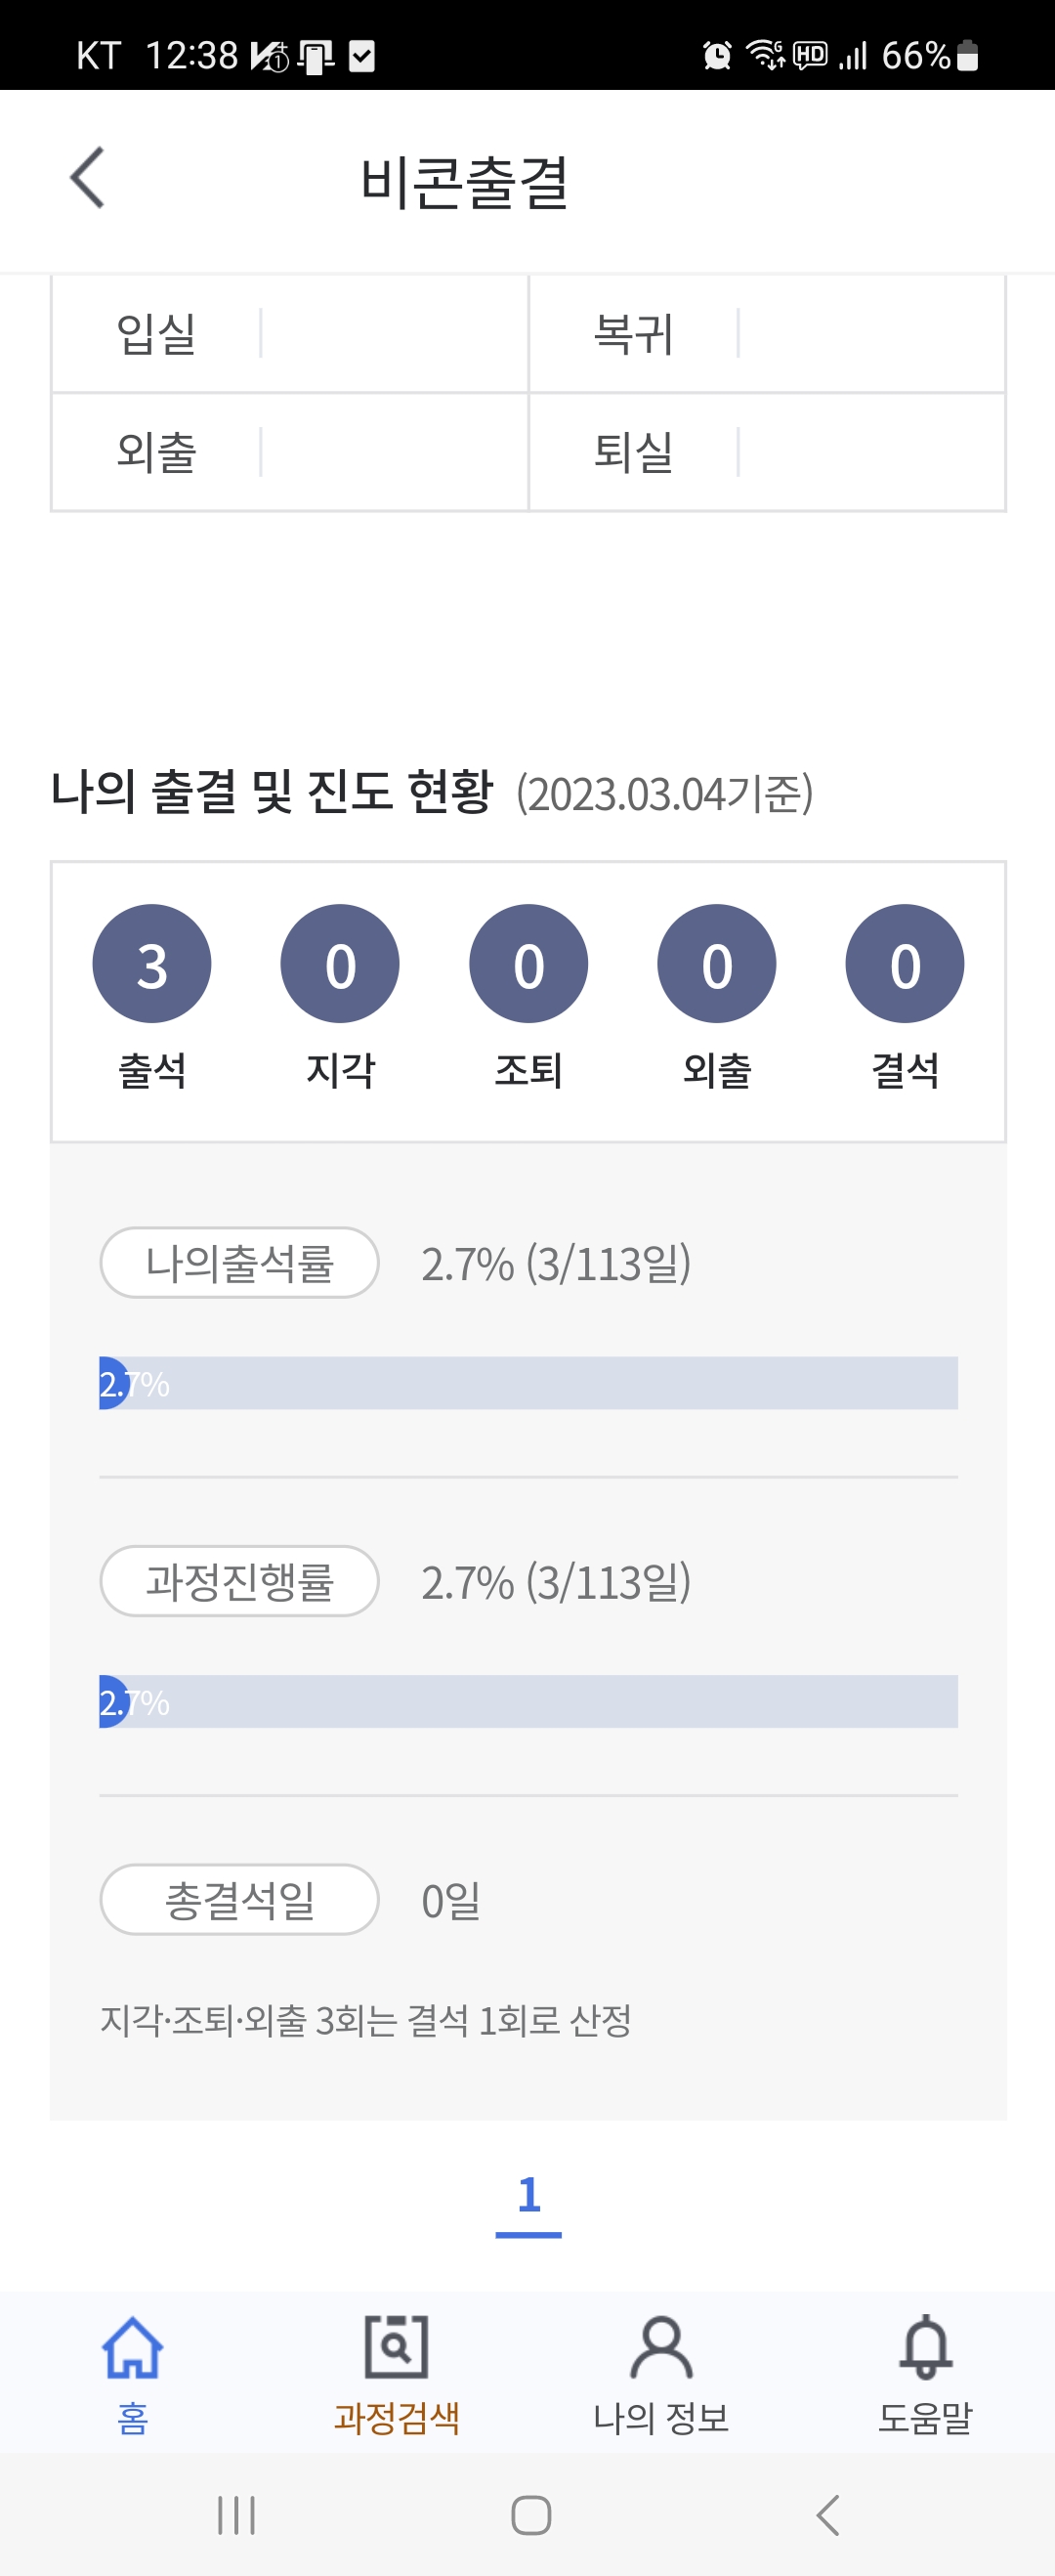 KT 12:38 HD 66%
비콘출결
입실 복귀
외출 퇴실
나의 출결 및 진도 현황 (2023.03.04기준)
3 0 0 0 0
출석 지각 조퇴 외출 결석
나의출석률 2.7% (3/113일)
2.7%
과정진행률 2.7% (3/113일)
2.7%
총결석일 0일
지각·조퇴·외출 3회는 결석 1회로 산정
1
홈 과정검색 나의 정보 도움말